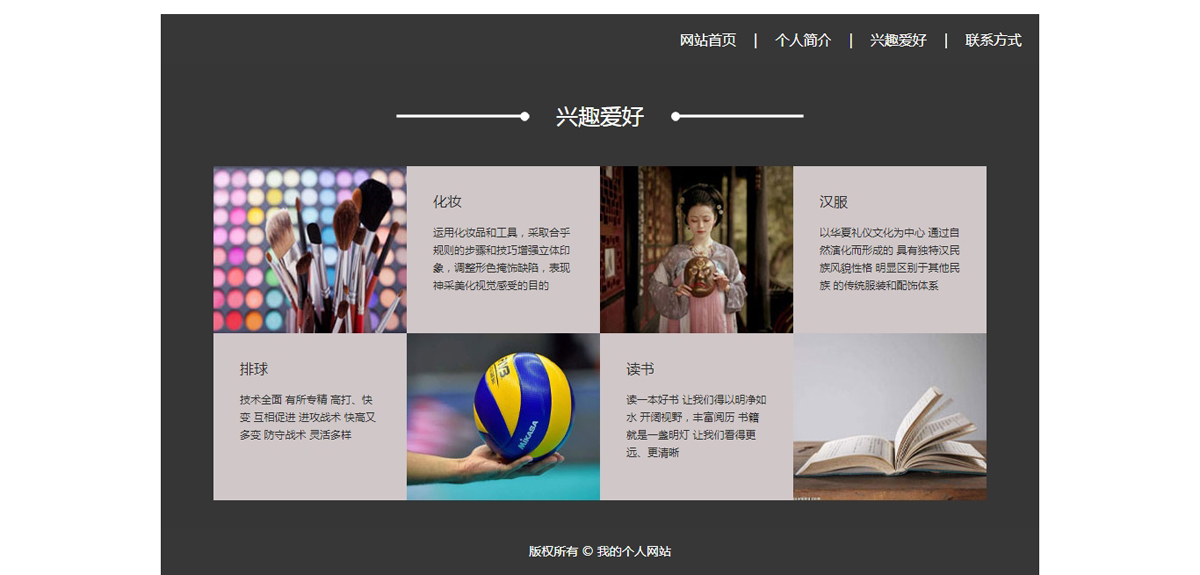 网站首页 | 个人简介 | 兴趣爱好 | 联系方式
兴趣爱好
化妆
运用化妆品和工具，采取合乎
规则的步骤和技巧增强立体印
象，调整形色掩饰缺陷，表现
神采美化视觉感受的目的
汉服
以华夏礼仪文化为中心 通过自
然演化而形成的 具有独特汉民
族风貌性格 明显区别于其他民
族 的传统服装和配饰体系
排球
技术全面 有所专精 高打、快
变 互相促进 进攻战术 快高又
多变 防守战术 灵活多样
MIKASA
读书
读一本好书 让我们得以明净如
水 开阔视野，丰富阅历 书籍
就是一盏明灯 让我们看得更
远、更清晰
版权所有 © 我的个人网站